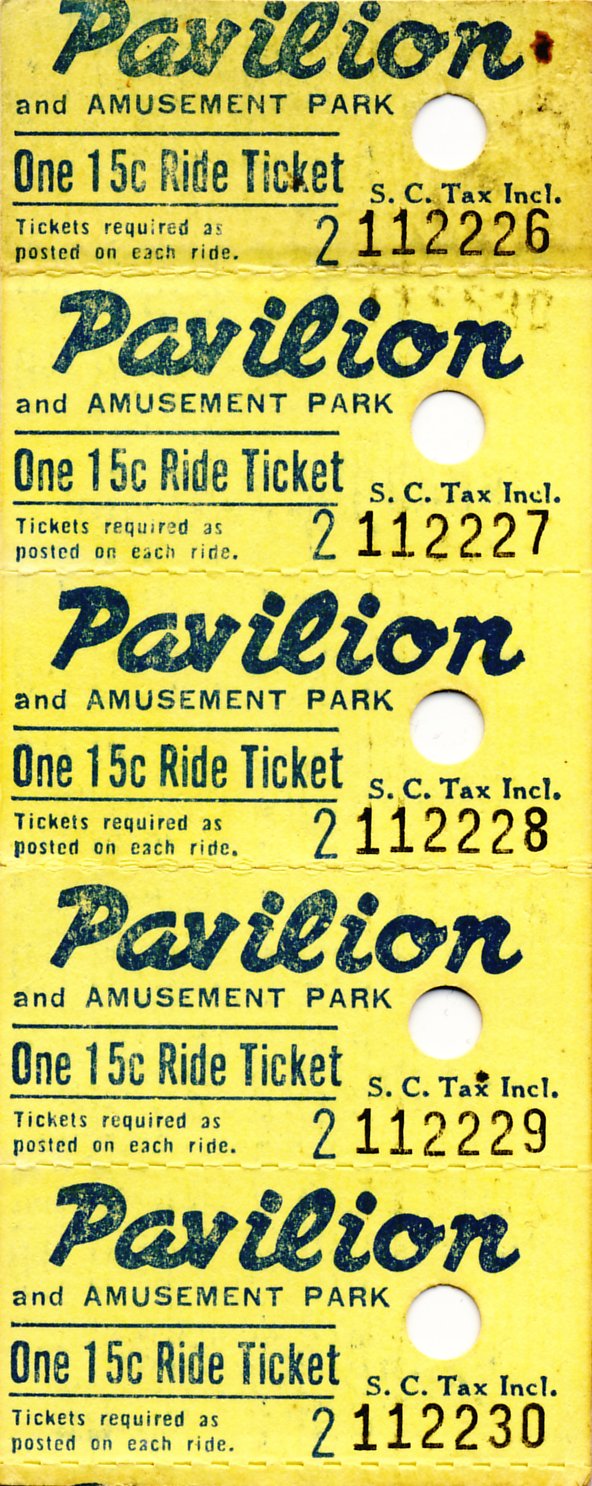 Pavilion
and AMUSEMENT PARK
One 15c Ride Ticket
S. C. Tax Incl.
Tickets required as
posted on each ride.
2 112226
Pavilion
and AMUSEMENT PARK
One 15c Ride Ticket
S. C. Tax Incl.
Tickets required as
posted on each ride.
2 112227
Pavilion
and AMUSEMENT PARK
One 15c Ride Ticket
S. C. Tax Incl.
Tickets required as
posted on each ride.
2 112228
Pavilion
and AMUSEMENT PARK
One 15c Ride Ticket
S. C. Tax Incl.
Tickets required as
posted on each ride.
2 112229
Pavilion
and AMUSEMENT PARK
One 15c Ride Ticket
S. C. Tax Incl.
Tickets required as
posted on each ride.
2 112230